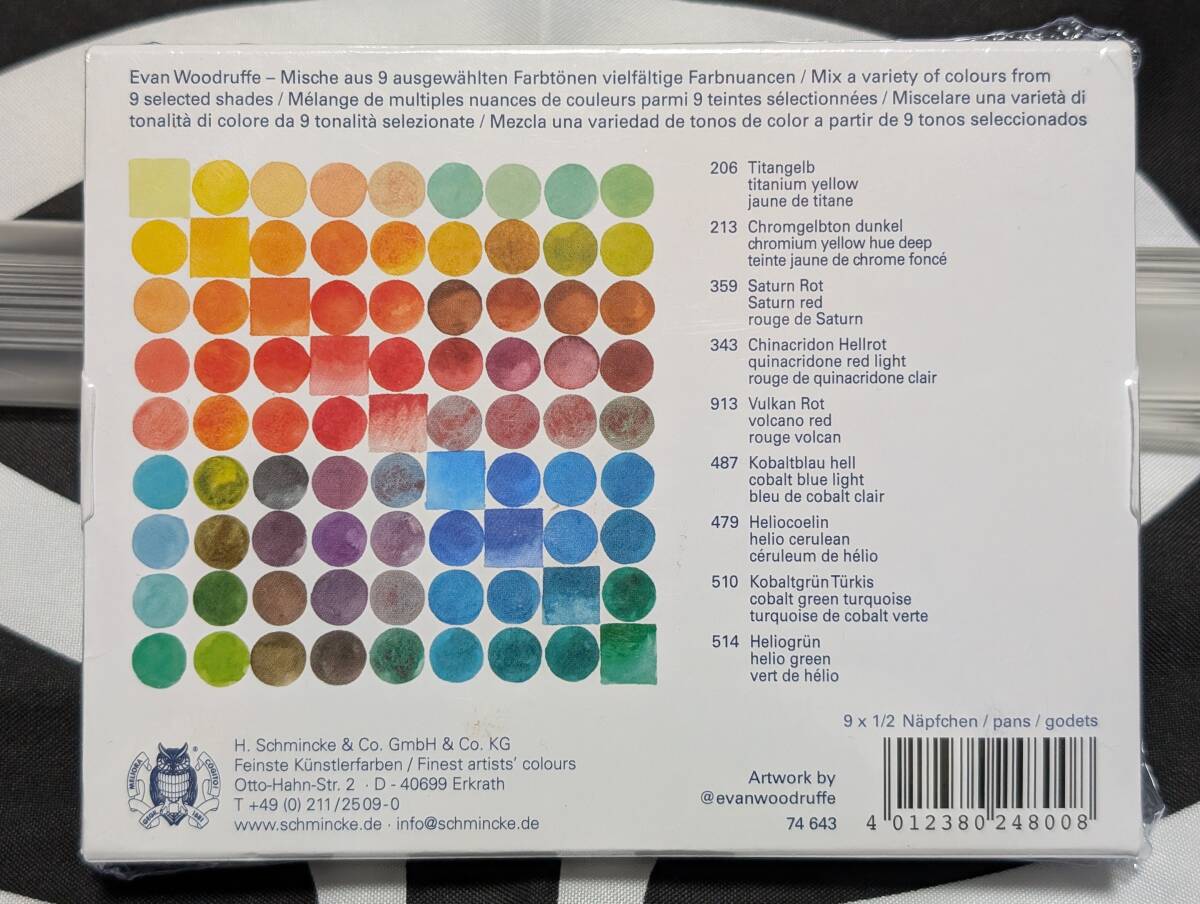 Evan Woodruffe – Mische aus 9 ausgewählten Farbtönen vielfältige Farbnuancen / Mix a variety of colours from
9 selected shades / Mélange de multiples nuances de couleurs parmi 9 teintes sélectionnées / Miscelare una varietà di
tonalità di colore da 9 tonalità selezionate / Mezcla una variedad de tonos de color a partir de 9 tonos seleccionados
206 Titangelb
titanium yellow
jaune de titane
213 Chromgelbton dunkel
chromium yellow hue deep
teinte jaune de chrome foncé
359 Saturn Rot
Saturn red
rouge de Saturn
343 Chinacridon Hellrot
quinacridone red light
rouge de quinacridone clair
913 Vulkan Rot
volcano red
rouge volcan
487 Kobaltblau hell
cobalt blue light
bleu de cobalt clair
479 Heliocoelin
helio cerulean
céruleum de hélio
510 Kobaltgrün Türkis
cobalt green turquoise
turquoise de cobalt verte
514 Heliogrün
helio green
vert de hélio
9 x 1/2 Näpfchen / pans / godets
MELIORA COGITO!
GEGR. 1881
®
H. Schmincke & Co. GmbH & Co. KG
Feinste Künstlerfarben / Finest artists' colours
Otto-Hahn-Str. 2 · D - 40699 Erkrath
T +49 (0) 211/25 09-0
www.schmincke.de · info@schmincke.de
Artwork by
@evanwoodruffe
74 643
4 012380 248008